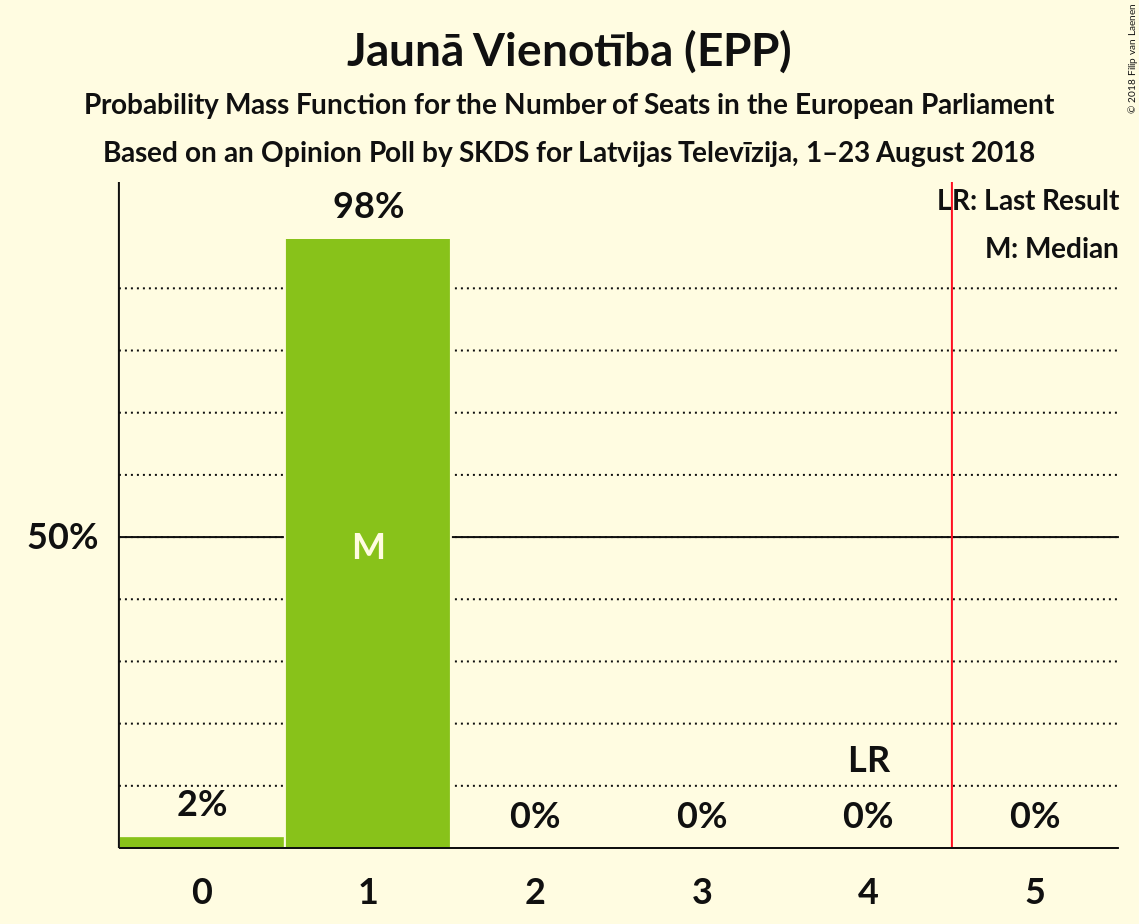 Jaunā Vienotība (EPP)
Probability Mass Function for the Number of Seats in the European Parliament
Based on an Opinion Poll by SKDS for Latvijas Televīzija, 1–23 August 2018
© 2018 Filip van Laenen
LR: Last Result
M: Median
98%
50%
M
LR
2%
0%
0%
0%
0%
0
1
2
3
4
5